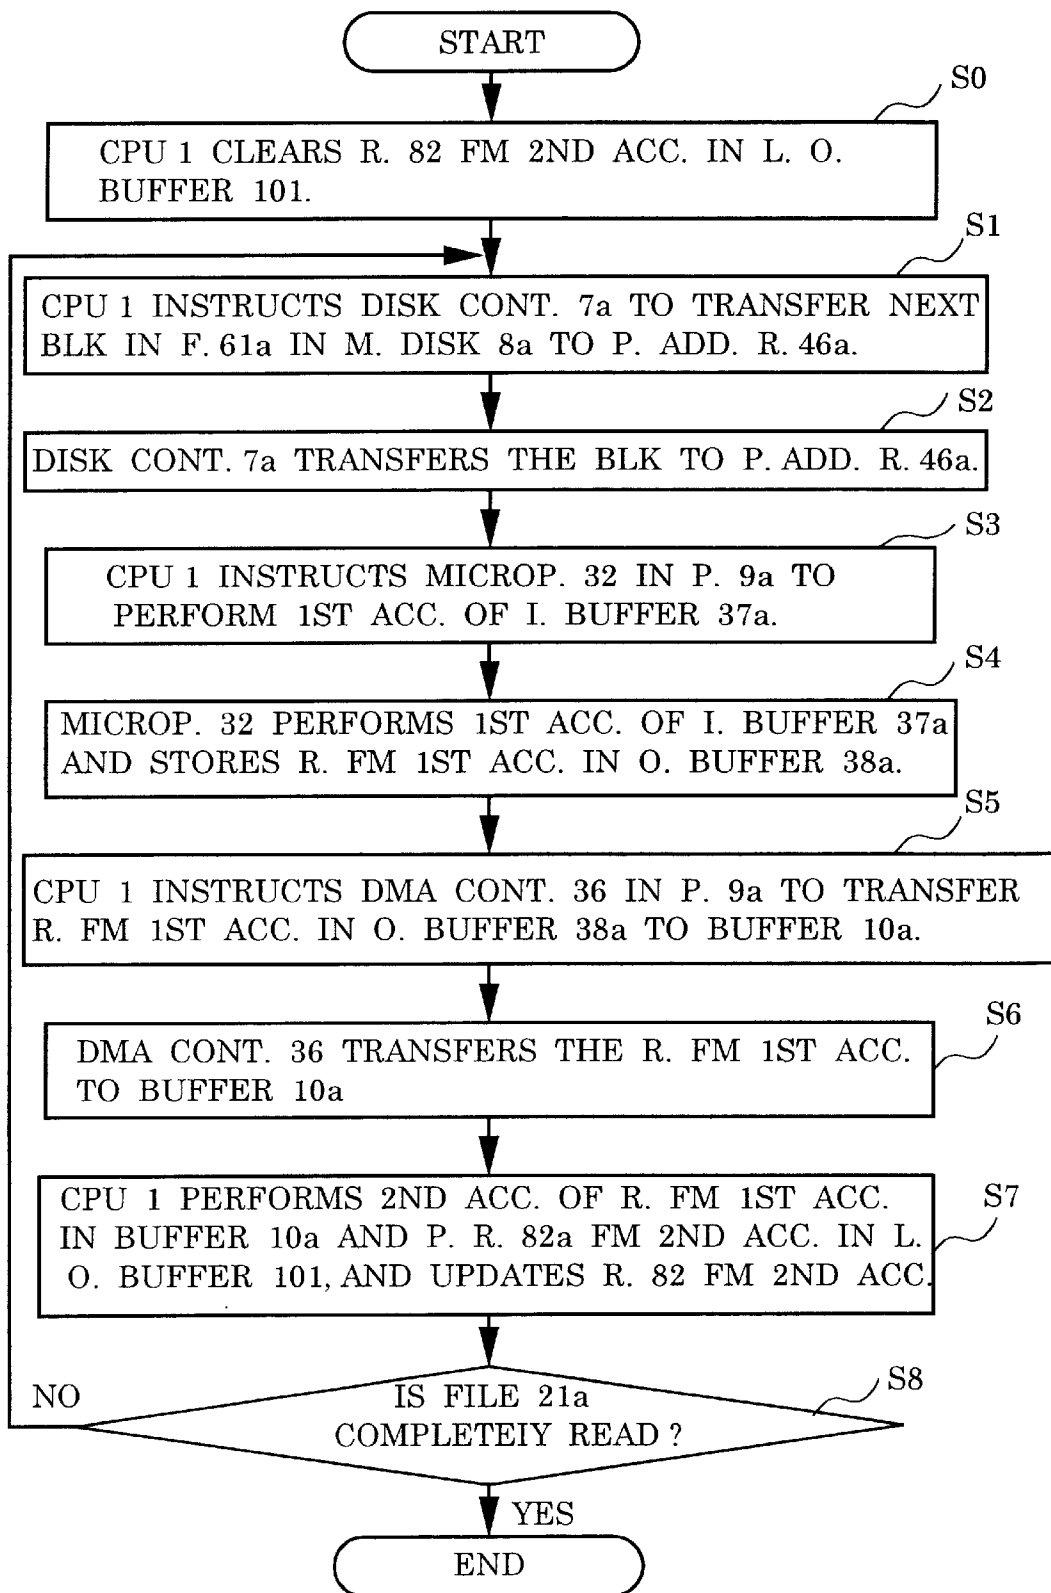 START
S0
CPU 1 CLEARS R. 82 FM 2ND ACC. IN L. O.
BUFFER 101.
S1
CPU 1 INSTRUCTS DISK CONT. 7a TO TRANSFER NEXT
BLK IN F. 61a IN M. DISK 8a TO P. ADD. R. 46a.
S2
DISK CONT. 7a TRANSFERS THE BLK TO P. ADD. R. 46a.
S3
CPU 1 INSTRUCTS MICROP. 32 IN P. 9a TO
PERFORM 1ST ACC. OF I. BUFFER 37a.
S4
MICROP. 32 PERFORMS 1ST ACC. OF I. BUFFER 37a
AND STORES R. FM 1ST ACC. IN O. BUFFER 38a.
S5
CPU 1 INSTRUCTS DMA CONT. 36 IN P. 9a TO TRANSFER
R. FM 1ST ACC. IN O. BUFFER 38a TO BUFFER 10a.
S6
DMA CONT. 36 TRANSFERS THE R. FM 1ST ACC.
TO BUFFER 10a
S7
CPU 1 PERFORMS 2ND ACC. OF R. FM 1ST ACC.
IN BUFFER 10a AND P. R. 82a FM 2ND ACC. IN L.
O. BUFFER 101, AND UPDATES R. 82 FM 2ND ACC.
S8
IS FILE 21a
COMPLETEIY READ ?
NO
YES
END